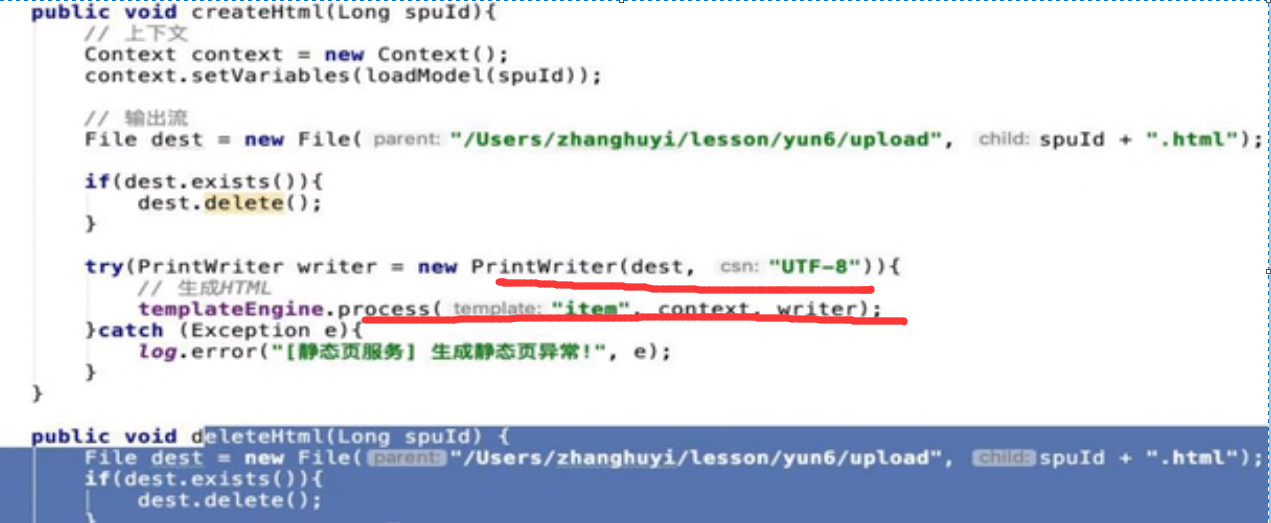 public void createHtml(Long spuId){
// 上下文
Context context = new Context();
context.setVariables(loadModel(spuId));
// 输出流
File dest = new File( parent: "/Users/zhanghuyi/lesson/yun6/upload", child: spuId + ".html");
if(dest.exists()){
dest.delete();
}
try(PrintWriter writer = new PrintWriter(dest, csn: "UTF-8")){
// 生成HTML
templateEngine.process( template: "item", context, writer);
}catch (Exception e){
log.error("[静态页服务] 生成静态页异常!", e);
}
}
public void deleteHtml(Long spuId) {
File dest = new File( parent: "/Users/zhanghuyi/lesson/yun6/upload", child: spuId + ".html");
if(dest.exists()){
dest.delete();
}